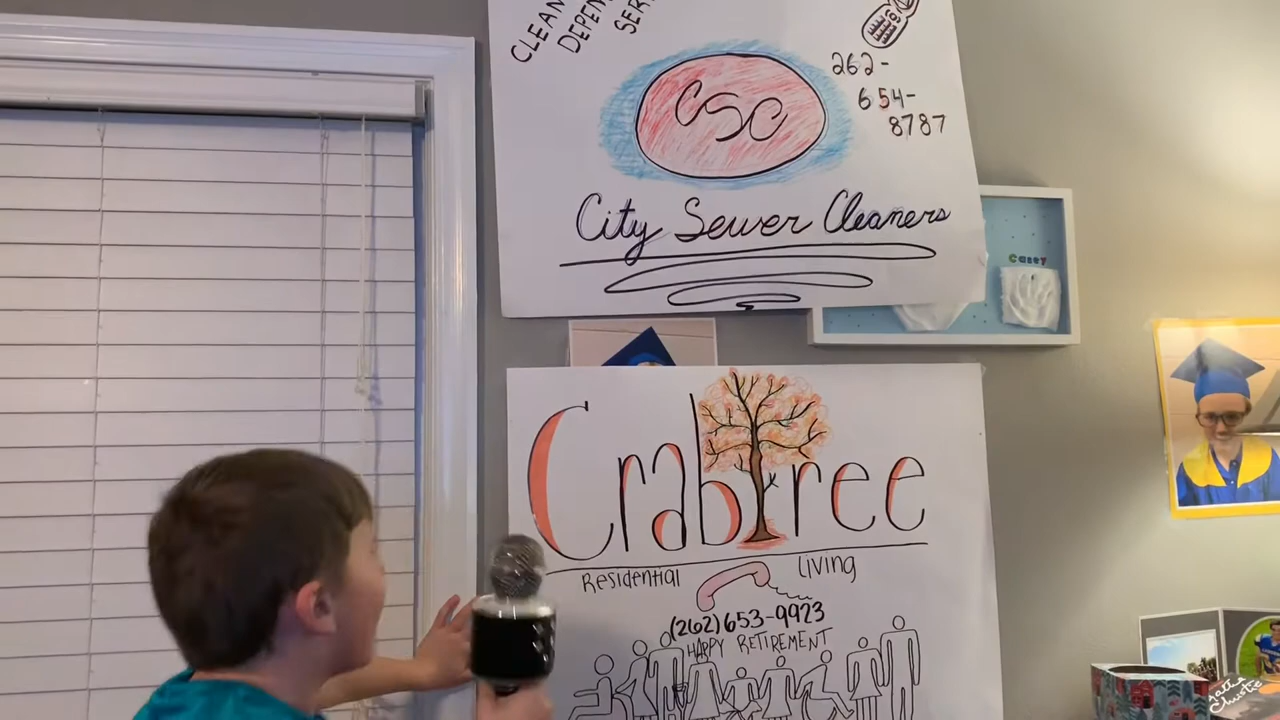 CLEAN
DEPEN
SER
262-
654-
8787
CSC
City Sewer Cleaners
Casey
Crabtree
Residential Living
(262)653-9923
HAPPY RETIREMENT